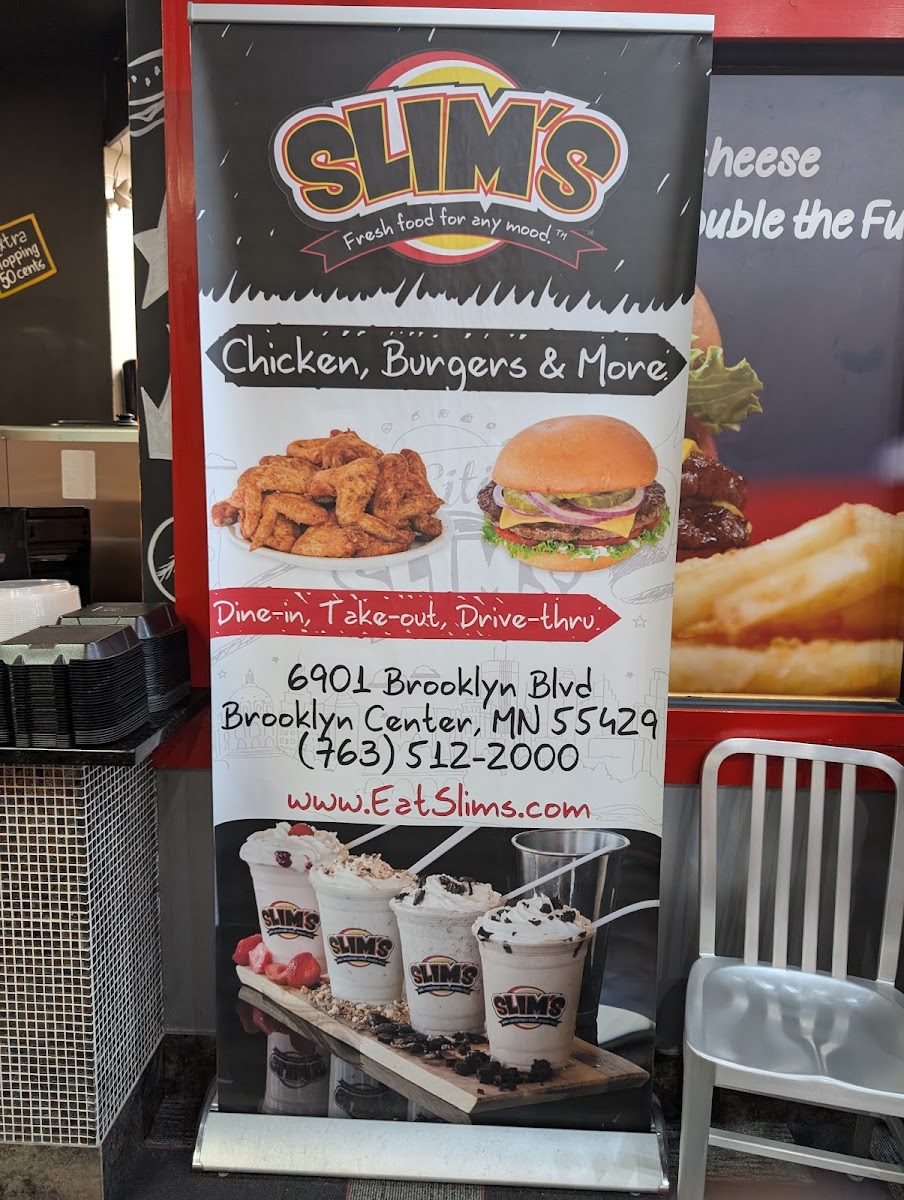 SLIM'S
Fresh food for any mood.™
Chicken, Burgers & More
Dine-in, Take-out, Drive-thru.
6901 Brooklyn Blvd
Brooklyn Center, MN 55429
(763) 512-2000
www.EatSlims.com
SLIM'S
SLIM'S
SLIM'S
SLIM'S
xtra
opping
50 cents
cheese
ouble the Fu